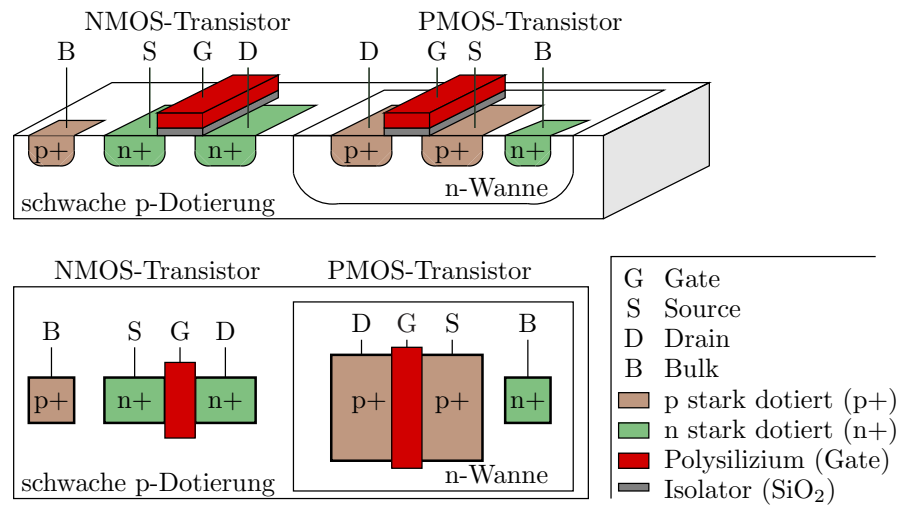 NMOS-Transistor PMOS-Transistor
B S G D D G S B
p+ n+ n+ p+ p+ n+
n-Wanne
schwache p-Dotierung
NMOS-Transistor PMOS-Transistor
B S G D D G S B
p+ n+ n+ p+ p+ n+
n-Wanne
schwache p-Dotierung
G Gate
S Source
D Drain
B Bulk
p stark dotiert (p+)
n stark dotiert (n+)
Polysilizium (Gate)
Isolator (SiO₂)